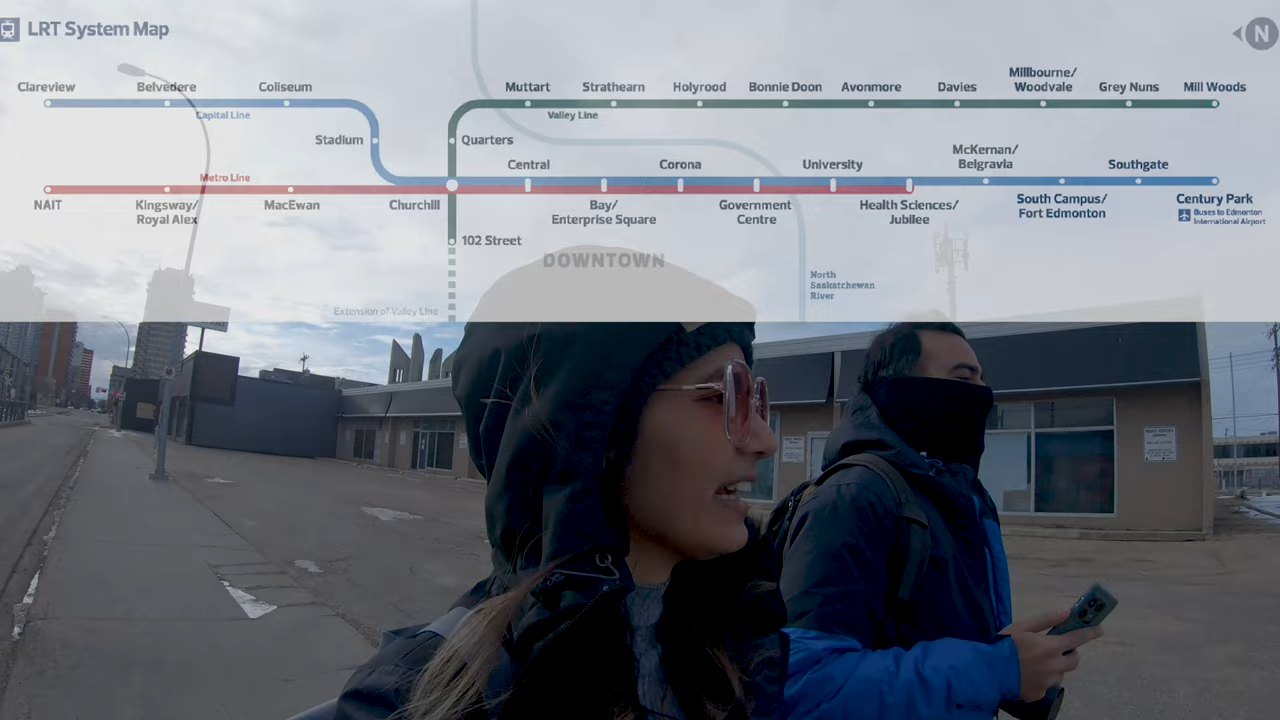 LRT System Map
N
Clareview
Belvedere
Coliseum
Muttart
Strathearn
Holyrood
Bonnie Doon
Avonmore
Davies
Millbourne/
Woodvale
Grey Nuns
Mill Woods
Capital Line
Valley Line
Stadium
Quarters
Central
Corona
University
McKernan/
Belgravia
Southgate
Metro Line
NAIT
Kingsway/
Royal Alex
MacEwan
Churchill
Bay/
Enterprise Square
Government
Centre
Health Sciences/
Jubilee
South Campus/
Fort Edmonton
Century Park
Buses to Edmonton
International Airport
102 Street
DOWNTOWN
North
Saskatchewan
River
Extension of Valley Line